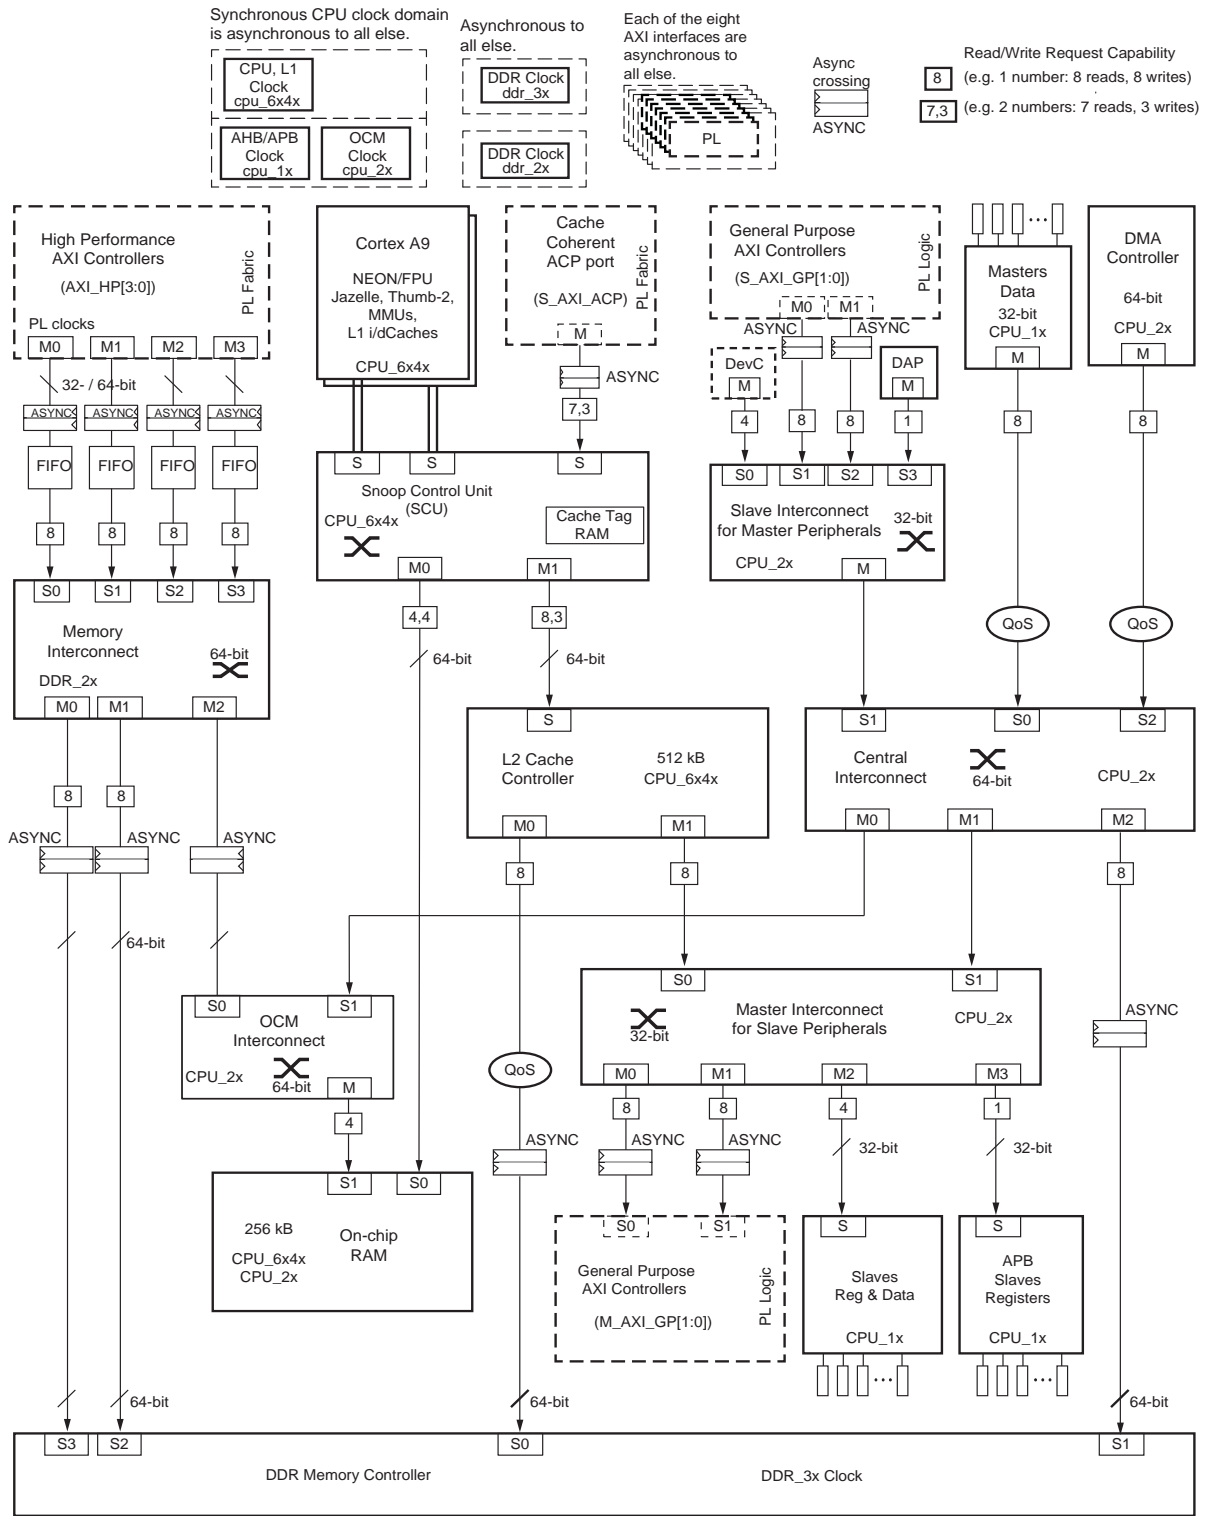 Synchronous CPU clock domain
is asynchronous to all else.
CPU, L1
Clock
cpu_6x4x
AHB/APB
Clock
cpu_1x
OCM
Clock
cpu_2x
Asynchronous to
all else.
DDR Clock
ddr_3x
DDR Clock
ddr_2x
Each of the eight
AXI interfaces are
asynchronous to
all else.
PL
Async
crossing
ASYNC
Read/Write Request Capability
8 (e.g. 1 number: 8 reads, 8 writes)
7,3 (e.g. 2 numbers: 7 reads, 3 writes)
High Performance
AXI Controllers
(AXI_HP[3:0])
PL Fabric
PL clocks
M0 M1 M2 M3
32- / 64-bit
ASYNC ASYNC ASYNC ASYNC
FIFO FIFO FIFO FIFO
8 8 8 8
Cortex A9
NEON/FPU
Jazelle, Thumb-2,
MMUs,
L1 i/dCaches
CPU_6x4x
Cache
Coherent
ACP port
(S_AXI_ACP)
PL Fabric
M
ASYNC
7,3
General Purpose
AXI Controllers
(S_AXI_GP[1:0])
PL Logic
M0 M1
ASYNC ASYNC
DevC
M
DAP
M
4 8 8 1
Masters
Data
32-bit
CPU_1x
M
8
DMA
Controller
64-bit
CPU_2x
M
8
S S S
Snoop Control Unit
(SCU)
CPU_6x4x
Cache Tag
RAM
M0 M1
4,4 8,3
64-bit 64-bit
S0 S1 S2 S3
Slave Interconnect
for Master Peripherals
32-bit
CPU_2x
M
QoS QoS
S0 S1 S2 S3
Memory
Interconnect
64-bit
DDR_2x
M0 M1 M2
8 8
ASYNC ASYNC ASYNC
64-bit
S
L2 Cache
Controller
512 kB
CPU_6x4x
M0 M1
8 8
S1 S0 S2
Central
Interconnect
64-bit
CPU_2x
M0 M1 M2
8
ASYNC
S0 S1
OCM
Interconnect
CPU_2x
64-bit
M
4
QoS
ASYNC
S0 S1
Master Interconnect
for Slave Peripherals
32-bit
CPU_2x
M0 M1 M2 M3
8 8 4 1
ASYNC ASYNC
32-bit 32-bit
S1 S0
256 kB
CPU_6x4x
CPU_2x
On-chip
RAM
S0 S1
General Purpose
AXI Controllers
(M_AXI_GP[1:0])
PL Logic
S
Slaves
Reg & Data
CPU_1x
S
APB
Slaves
Registers
CPU_1x
64-bit 64-bit 64-bit
S3 S2 S0 S1
DDR Memory Controller DDR_3x Clock